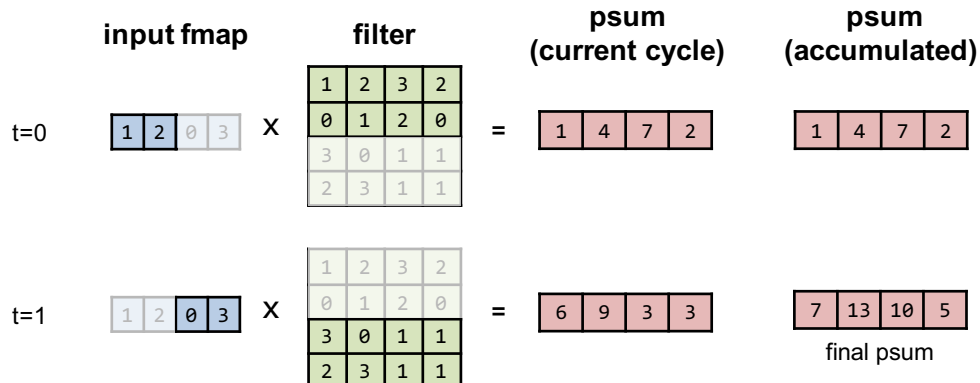 input fmap filter psum (current cycle) psum (accumulated)
1 2 3 2
t=0 1 2 0 3 X 0 1 2 0 = 1 4 7 2 1 4 7 2
3 0 1 1
2 3 1 1
1 2 3 2
0 1 2 0
t=1 1 2 0 3 X 3 0 1 1 = 6 9 3 3 7 13 10 5
2 3 1 1
final psum